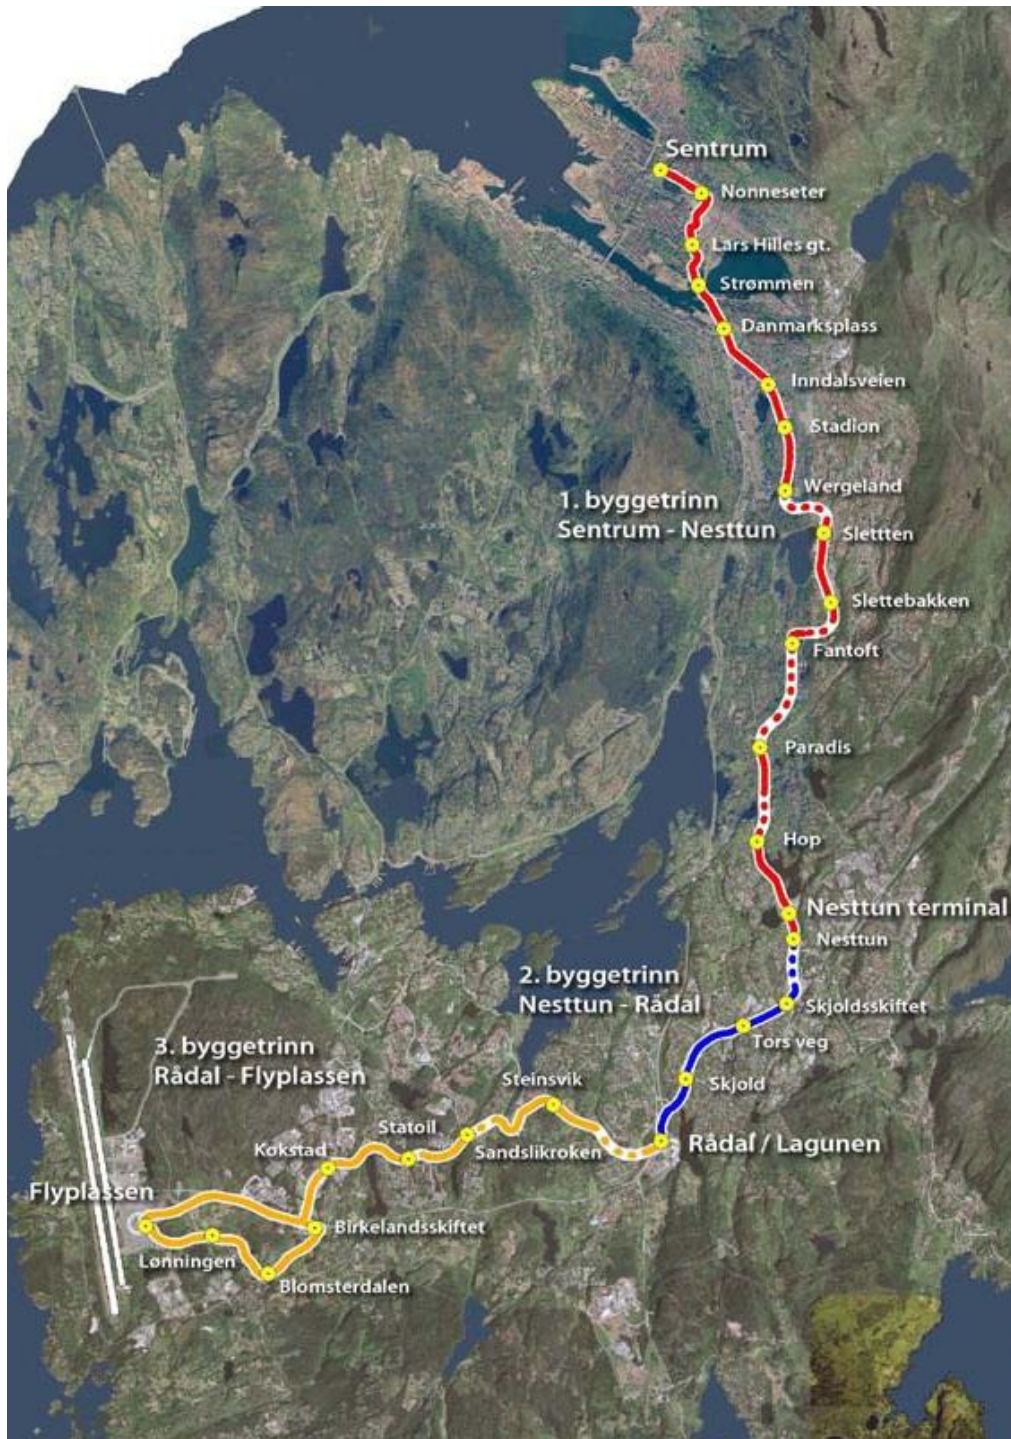 Sentrum
Nonneseter
Lars Hilles gt.
Strømmen
Danmarksplass
Inndalsveien
Stadion
Wergeland
1. byggetrinn
Sentrum - Nesttun
Slettten
Slettebakken
Fantoft
Paradis
Hop
Nesttun terminal
Nesttun
2. byggetrinn
Nesttun - Rådal
Skjoldsskiftet
Tors veg
3. byggetrinn
Rådal - Flyplassen
Skjold
Steinsvik
Statoil
Sandslikroken
Rådal / Lagunen
Kokstad
Flyplassen
Birkelandsskiftet
Lønningen
Blomsterdalen